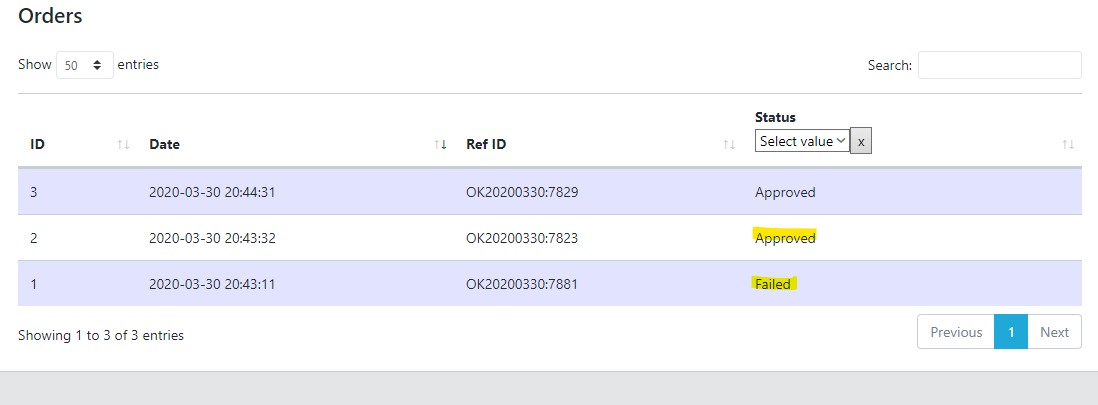 Orders
Show 50 entries
Search:
Status
ID Date Ref ID Select value x
3 2020-03-30 20:44:31 OK20200330:7829 Approved
2 2020-03-30 20:43:32 OK20200330:7823 Approved
1 2020-03-30 20:43:11 OK20200330:7881 Failed
Showing 1 to 3 of 3 entries
Previous 1 Next